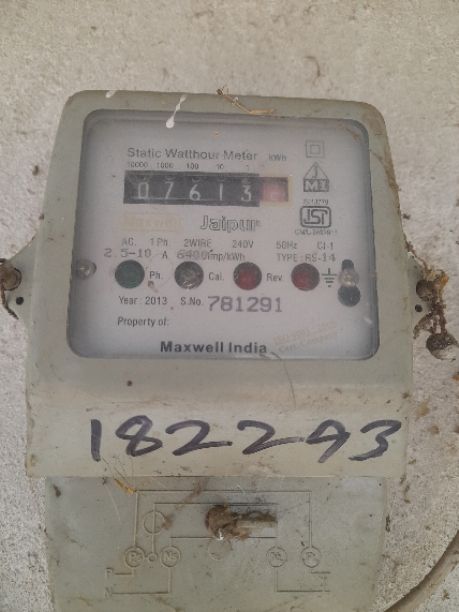 Static Watthour Meter kWh
10000 1000 100 10 1
07613
Maxwell Jaipur
AC. 1 Ph. 2WIRE 240V 50Hz Cl-1
2.5-10 A 6400imp/kWh TYPE: RS-14
Ph. Cal. Rev.
Year: 2013 S.No. 781291
Property of:
Maxwell India
182293